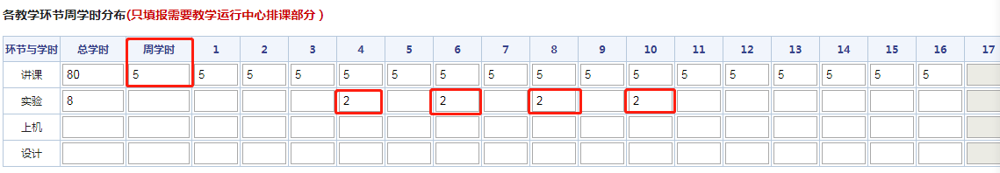 各教学环节周学时分布(只填报需要教学运行中心排课部分 )
环节与学时 总学时 周学时 1 2 3 4 5 6 7 8 9 10 11 12 13 14 15 16 17
讲课 80 5 5 5 5 5 5 5 5 5 5 5 5 5 5 5 5 5
实验 8 2 2 2 2
上机
设计